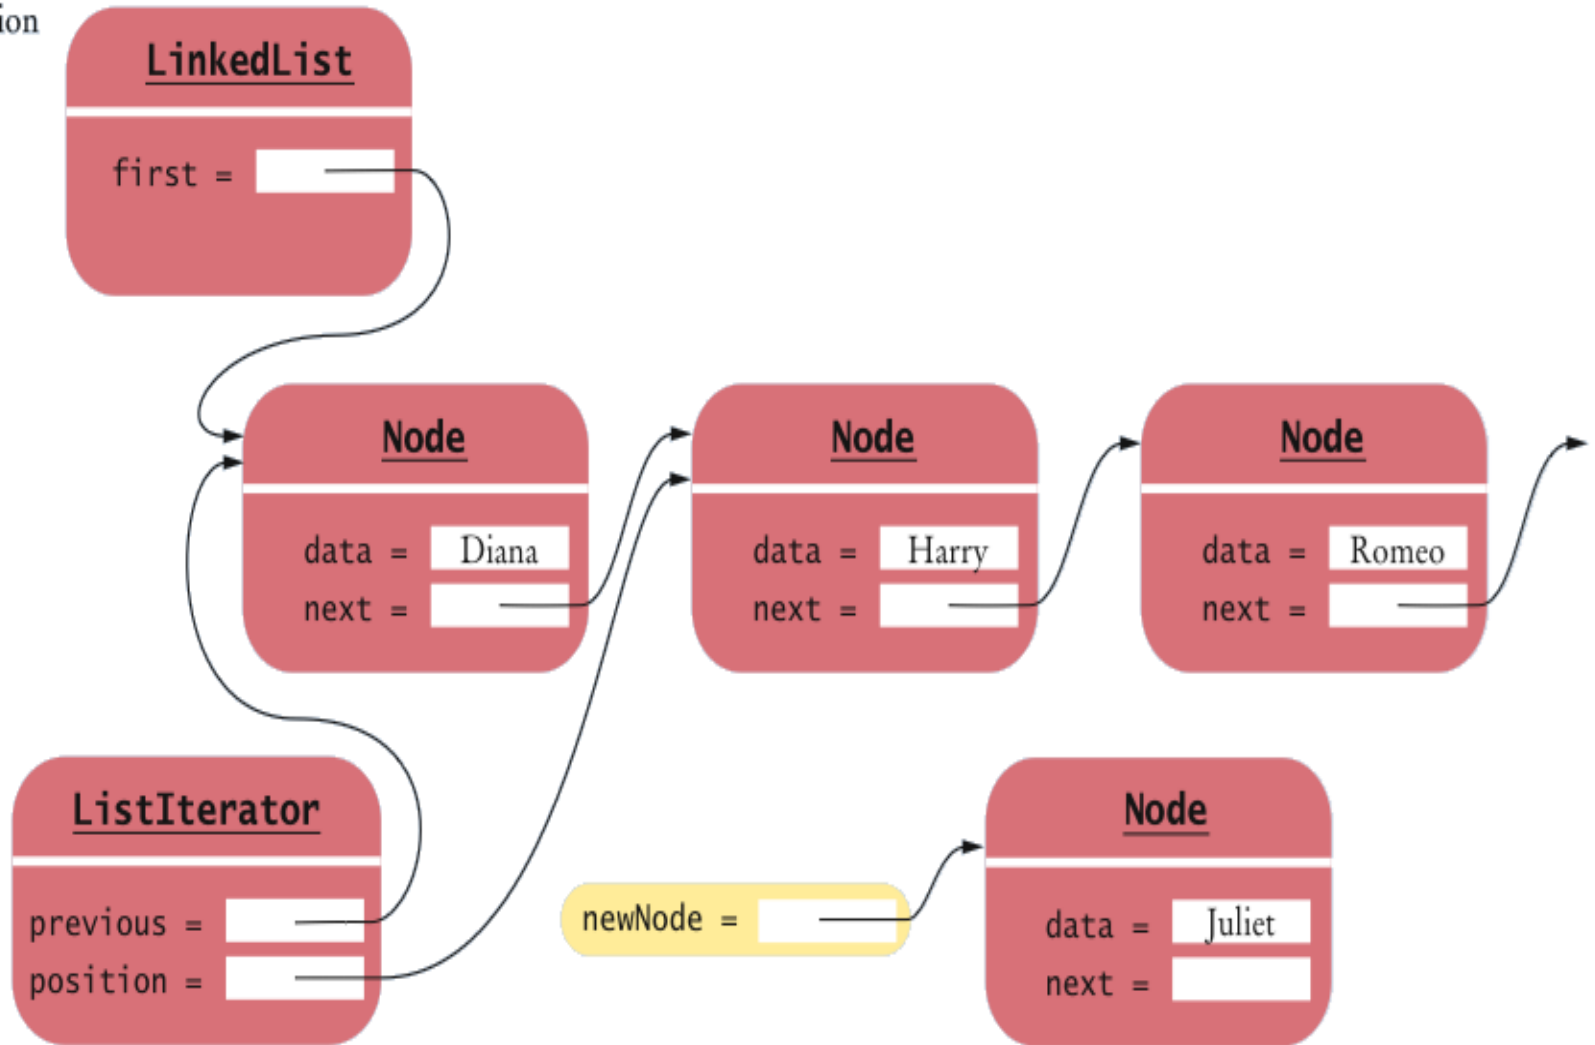 ion
LinkedList
first =
Node
data = Diana
next =
Node
data = Harry
next =
Node
data = Romeo
next =
ListIterator
previous =
position =
newNode =
Node
data = Juliet
next =